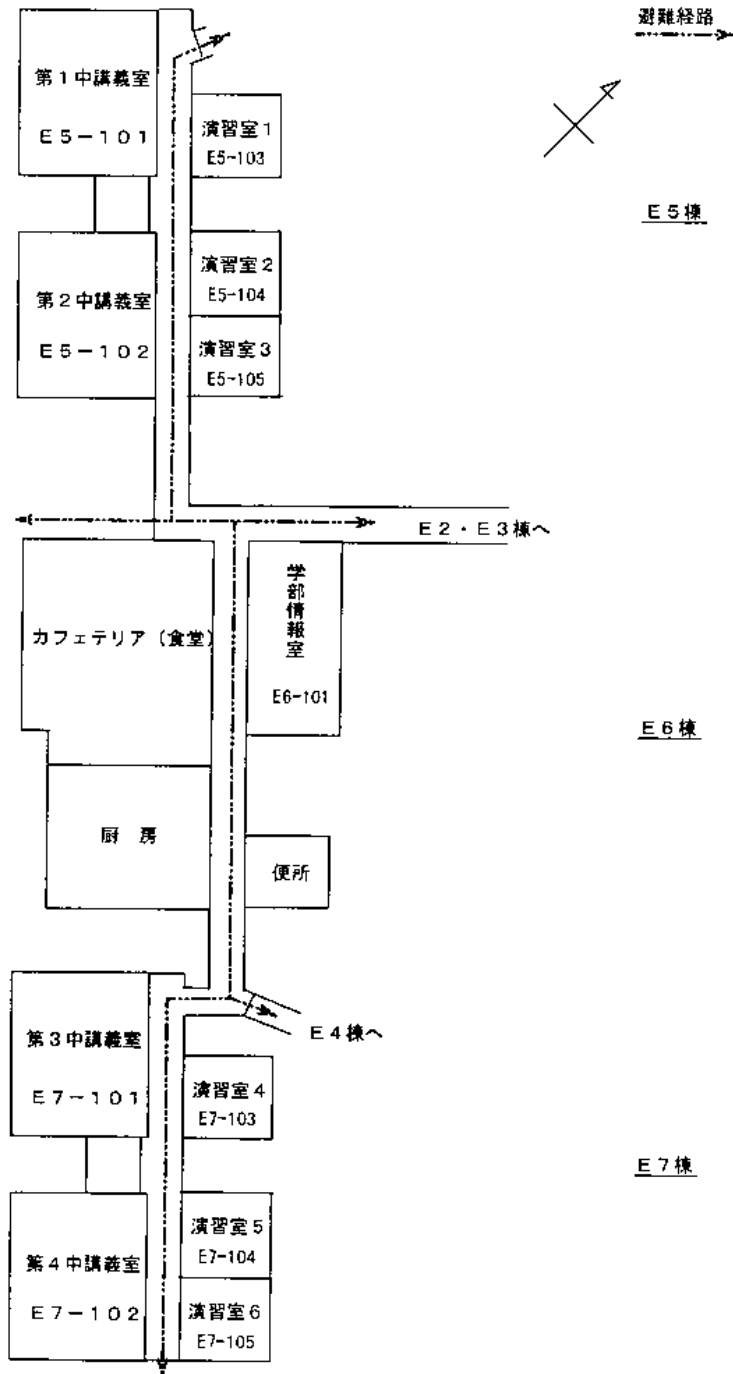 避難経路
第1中講義室
E5-101
演習室1
E5-103
E5棟
第2中講義室
E5-102
演習室2
E5-104
演習室3
E5-105
E2・E3棟へ
カフェテリア(食堂)
学部情報室
E6-101
E6棟
厨 房
便所
E4棟へ
第3中講義室
E7-101
演習室4
E7-103
E7棟
第4中講義室
E7-102
演習室5
E7-104
演習室6
E7-105